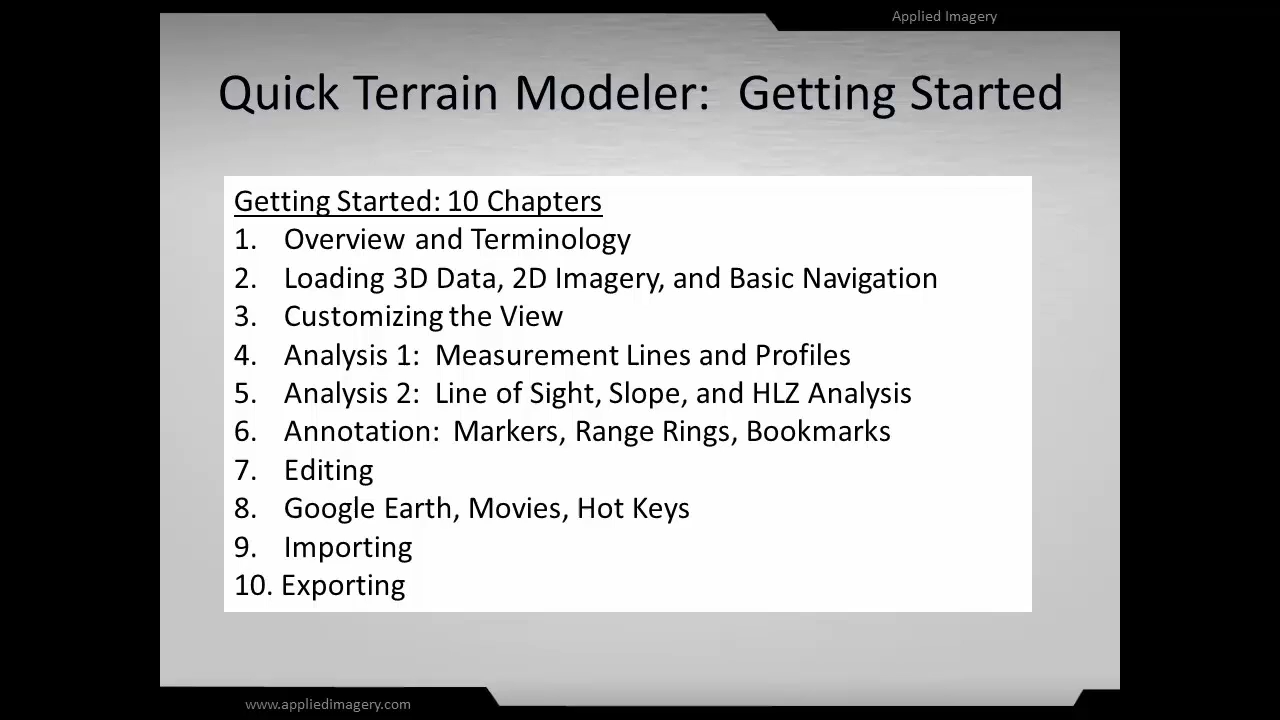 Applied Imagery
Quick Terrain Modeler:  Getting Started
Getting Started: 10 Chapters
1. Overview and Terminology
2. Loading 3D Data, 2D Imagery, and Basic Navigation
3. Customizing the View
4. Analysis 1:  Measurement Lines and Profiles
5. Analysis 2:  Line of Sight, Slope, and HLZ Analysis
6. Annotation:  Markers, Range Rings, Bookmarks
7. Editing
8. Google Earth, Movies, Hot Keys
9. Importing
10. Exporting
www.appliedimagery.com